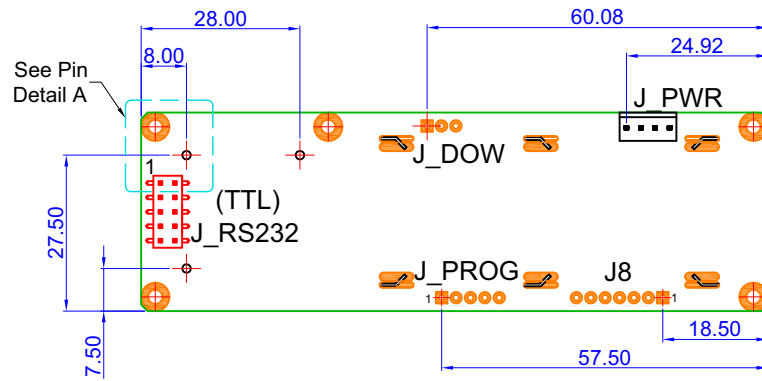 28.00
60.08
8.00
24.92
See Pin
Detail A
J_PWR
J_DOW
1
(TTL)
J_RS232
27.50
J_PROG
J8
1
1
7.50
18.50
57.50